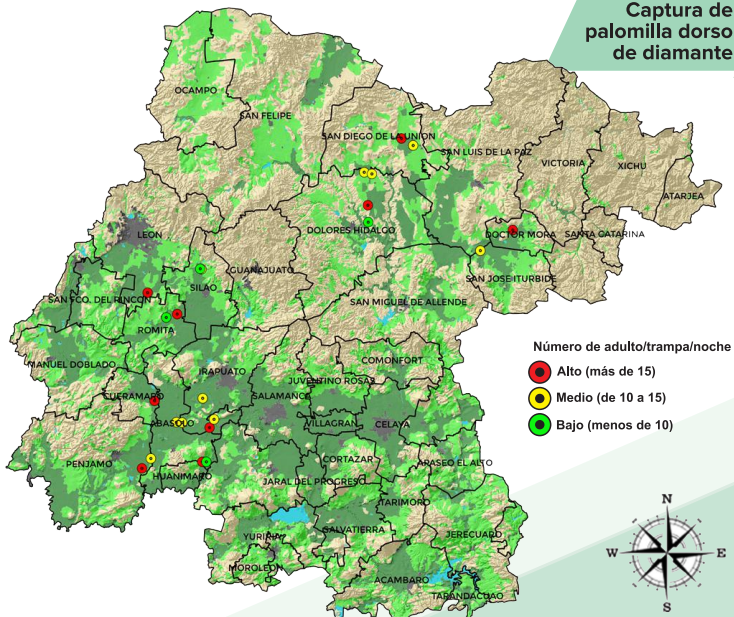 Captura de
palomilla dorso
de diamante
OCAMPO
SAN FELIPE
SAN DIEGO DE LA UNION
SAN LUIS DE LA PAZ
VICTORIA
XICHU
ATARJEA
LEON
DOLORES HIDALGO
DOCTOR MORA
SANTA CATARINA
GUANAJUATO
SILAO
SAN JOSE ITURBIDE
SAN FCO. DEL RINCON
SAN MIGUEL DE ALLENDE
ROMITA
Número de adulto/trampa/noche
MANUEL DOBLADO
IRAPUATO
COMONFORT
Alto (más de 15)
JUVENTINO ROSAS
CUERAMARO
SALAMANCA
Medio (de 10 a 15)
ABASOLO
VILLAGRAN
CELAYA
Bajo (menos de 10)
PENJAMO
CORTAZAR
APASEO EL ALTO
HUANIMARO
JARAL DEL PROGRESO
TARIMORO
SALVATIERRA
YURIRIA
JERECUARO
MOROLEON
ACAMBARO
TARANDACUAO
N
W
E
S